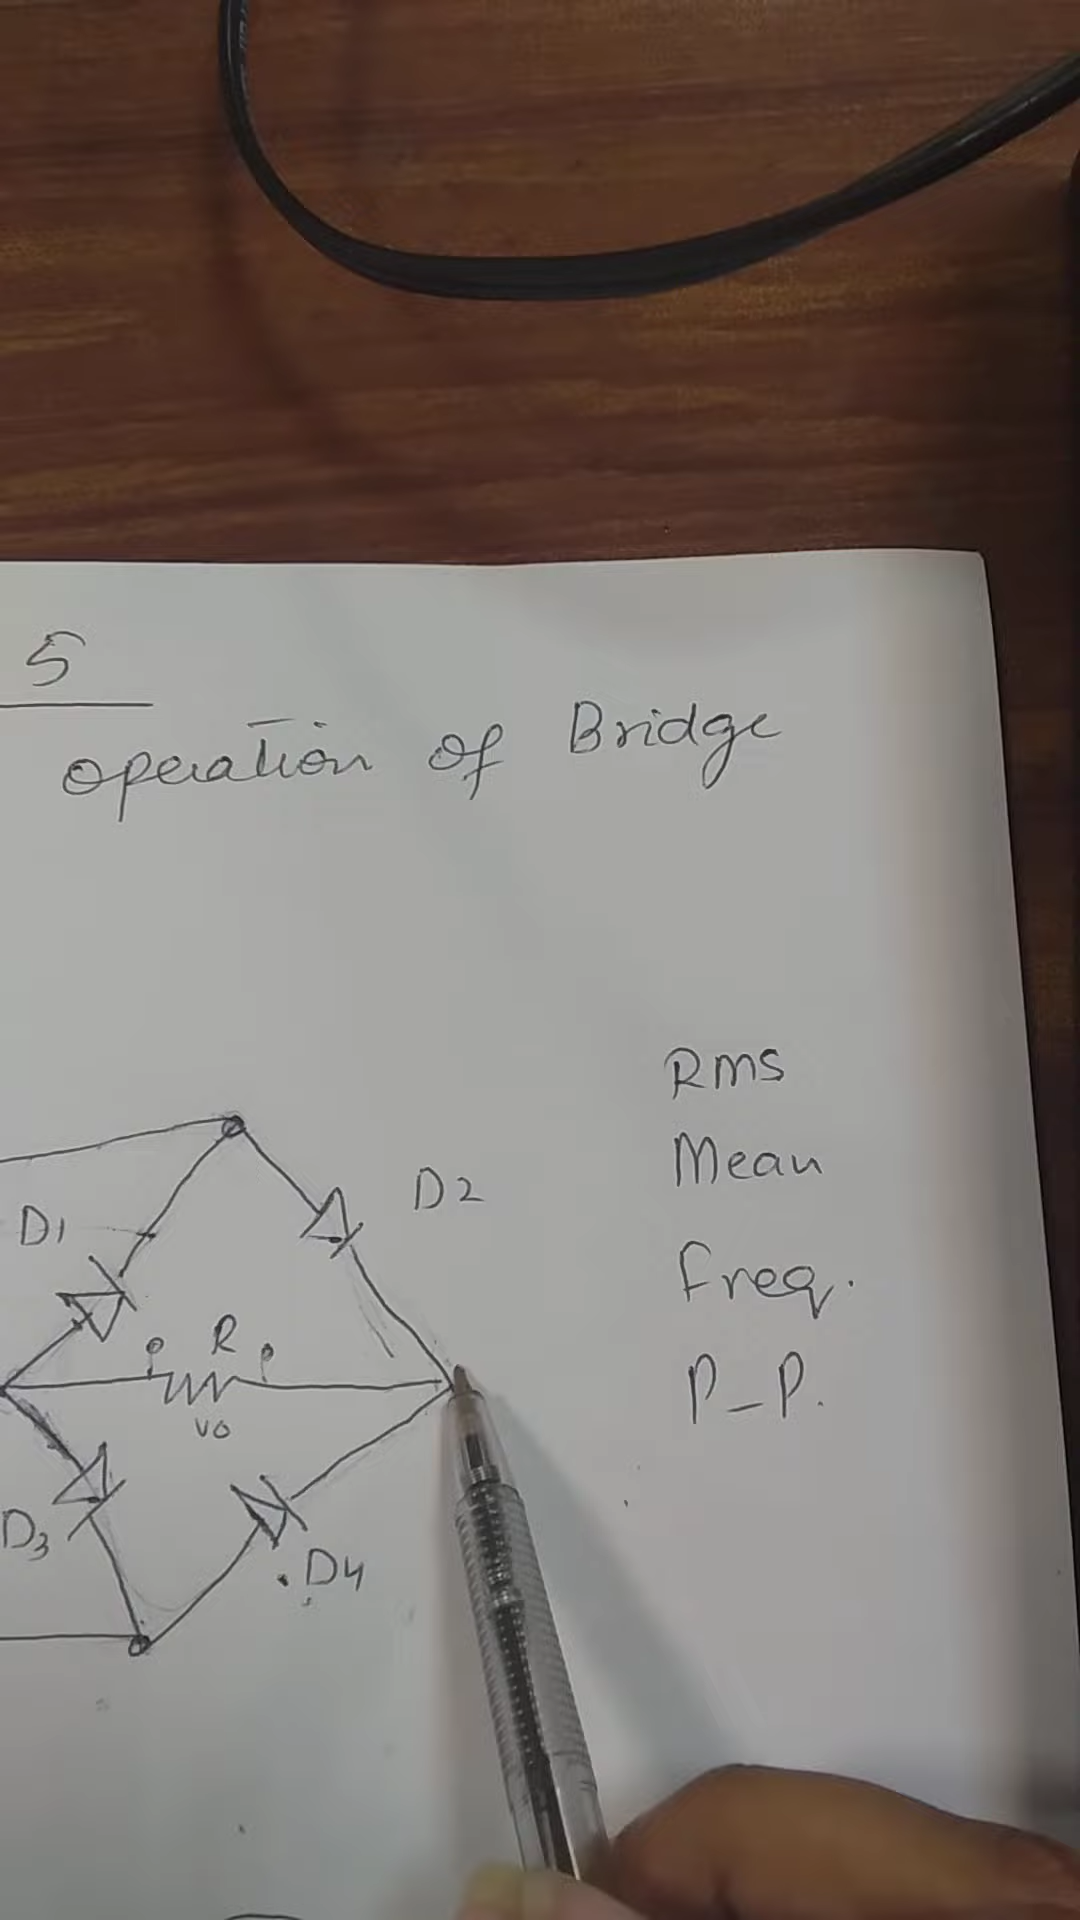 5
operation of Bridge
Rms
Mean
D2
D1
freq.
R
P-P.
Vo
D3
D4